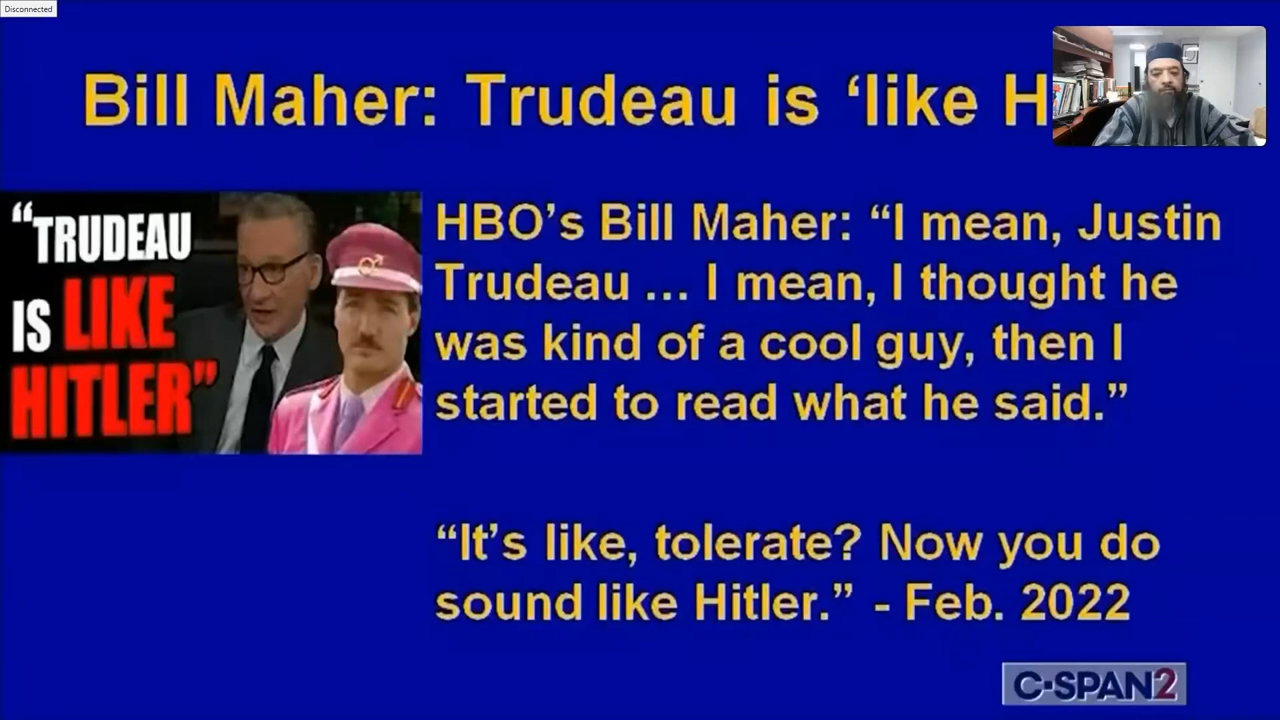 Disconnected
Bill Maher: Trudeau is ‘like H
“TRUDEAU
IS LIKE
HITLER”
HBO’s Bill Maher: “I mean, Justin
Trudeau ... I mean, I thought he
was kind of a cool guy, then I
started to read what he said.”
“It’s like, tolerate? Now you do
sound like Hitler.” - Feb. 2022
C·SPAN2